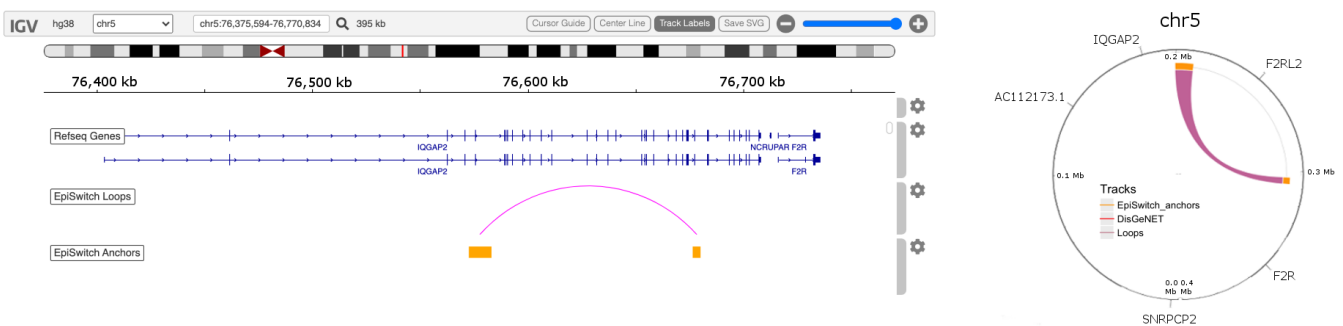 IGV hg38 chr5 chr5:76,375,594-76,770,834 395 kb Cursor Guide Center Line Track Labels Save SVG
76,400 kb 76,500 kb 76,600 kb 76,700 kb
Refseq Genes
IQGAP2 NCRUPAR F2R
IQGAP2 F2R
EpiSwitch Loops
EpiSwitch Anchors
chr5
IQGAP2
0.2 Mb
F2RL2
AC112173.1
0.1 Mb
0.3 Mb
Tracks
EpiSwitch_anchors
DisGeNET
Loops
F2R
0.0 0.4
Mb Mb
SNRPCP2